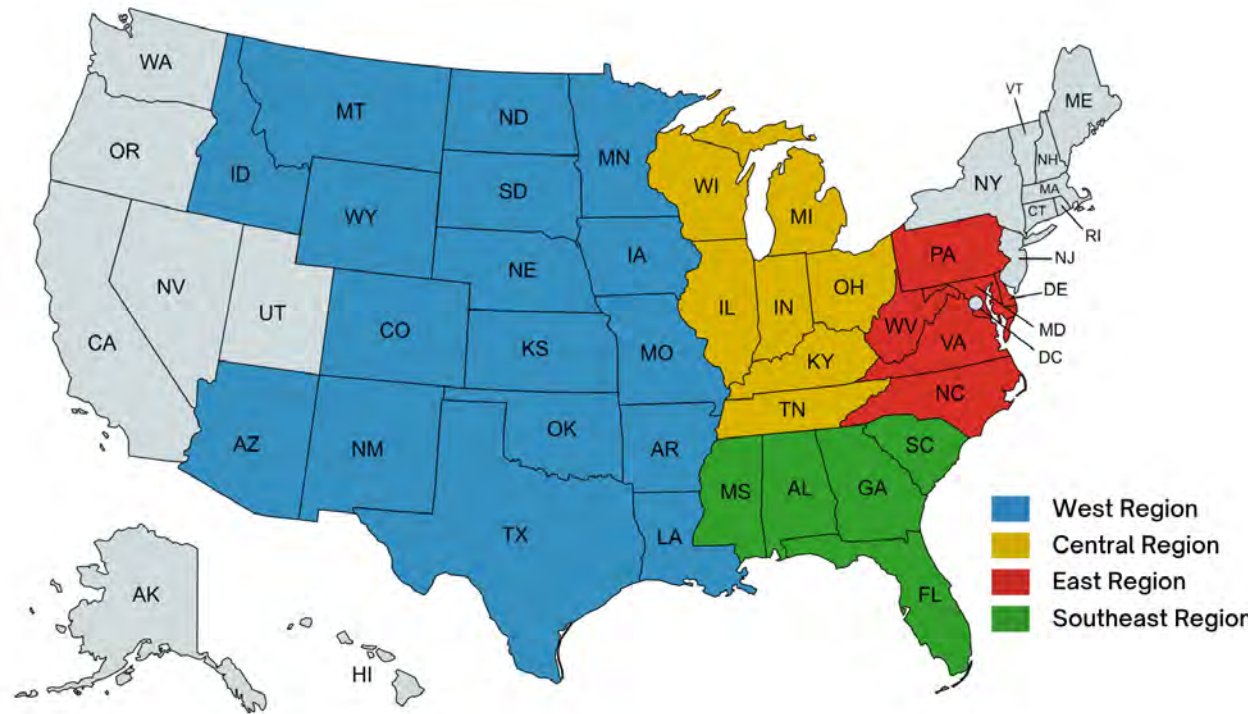 WA
MT
ND
MN
VT
ME
OR
ID
SD
WI
MI
NY
NH
MA
CT
RI
WY
IA
NE
PA
NJ
NV
UT
CO
IL
IN
OH
DE
CA
KS
MO
WV
VA
MD
KY
DC
NC
TN
AZ
NM
OK
AR
SC
MS
AL
GA
TX
LA
FL
AK
HI
West Region
Central Region
East Region
Southeast Region